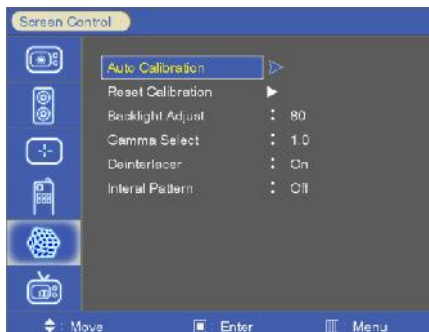 Screen Control
Auto Calibration
Reset Calibration
Backlight Adjust : 80
Gamma Select : 1.0
Deinterlacer : On
Interal Pattern : Off
: Move : Enter : Menu